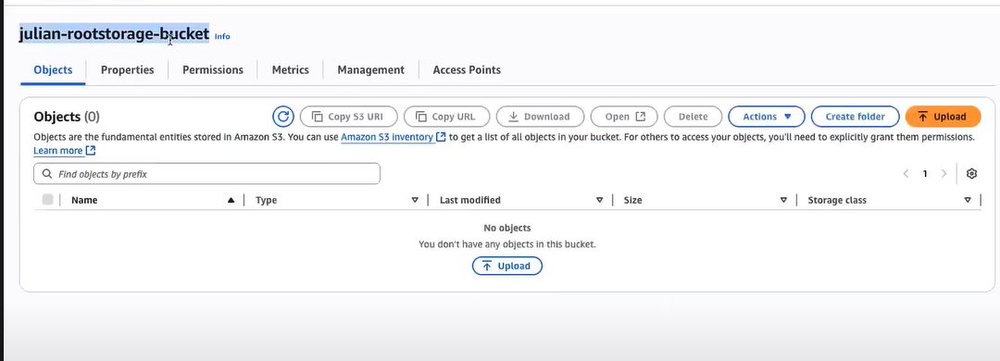 julian-rootstorage-bucket Info
Objects Properties Permissions Metrics Management Access Points
Objects (0) Copy S3 URI Copy URL Download Open Delete Actions Create folder Upload
Objects are the fundamental entities stored in Amazon S3. You can use Amazon S3 inventory to get a list of all objects in your bucket. For others to access your objects, you'll need to explicitly grant them permissions.
Learn more
Find objects by prefix 1
Name Type Last modified Size Storage class
No objects
You don't have any objects in this bucket.
Upload